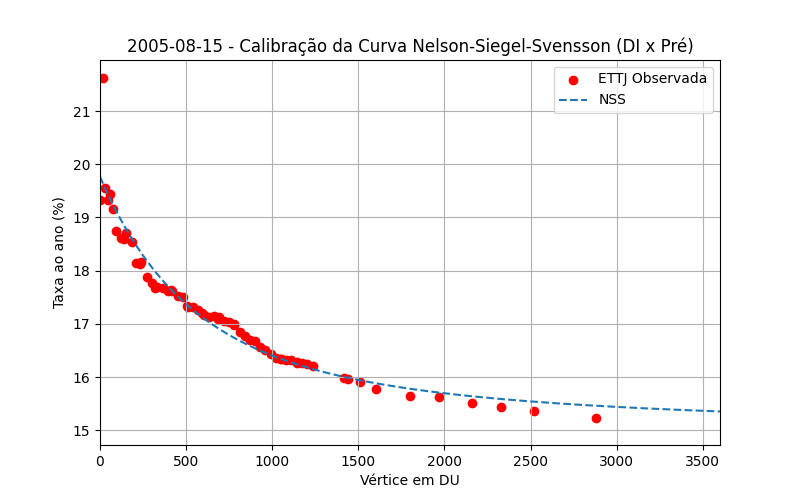 2005-08-15 - Calibração da Curva Nelson-Siegel-Svensson (DI x Pré)
ETTJ Observada
NSS
Taxa ao ano (%)
21
20
19
18
17
16
15
0 500 1000 1500 2000 2500 3000 3500
Vértice em DU